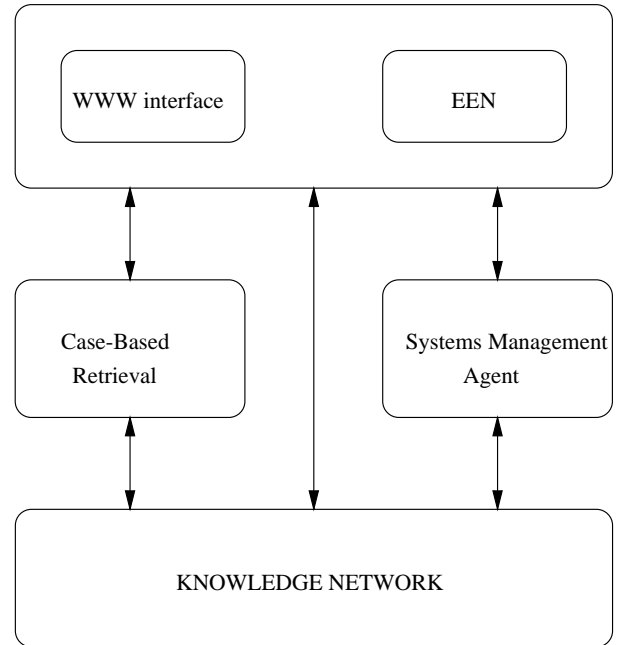 WWW interface
EEN
Case-Based
Retrieval
Systems Management
Agent
KNOWLEDGE NETWORK